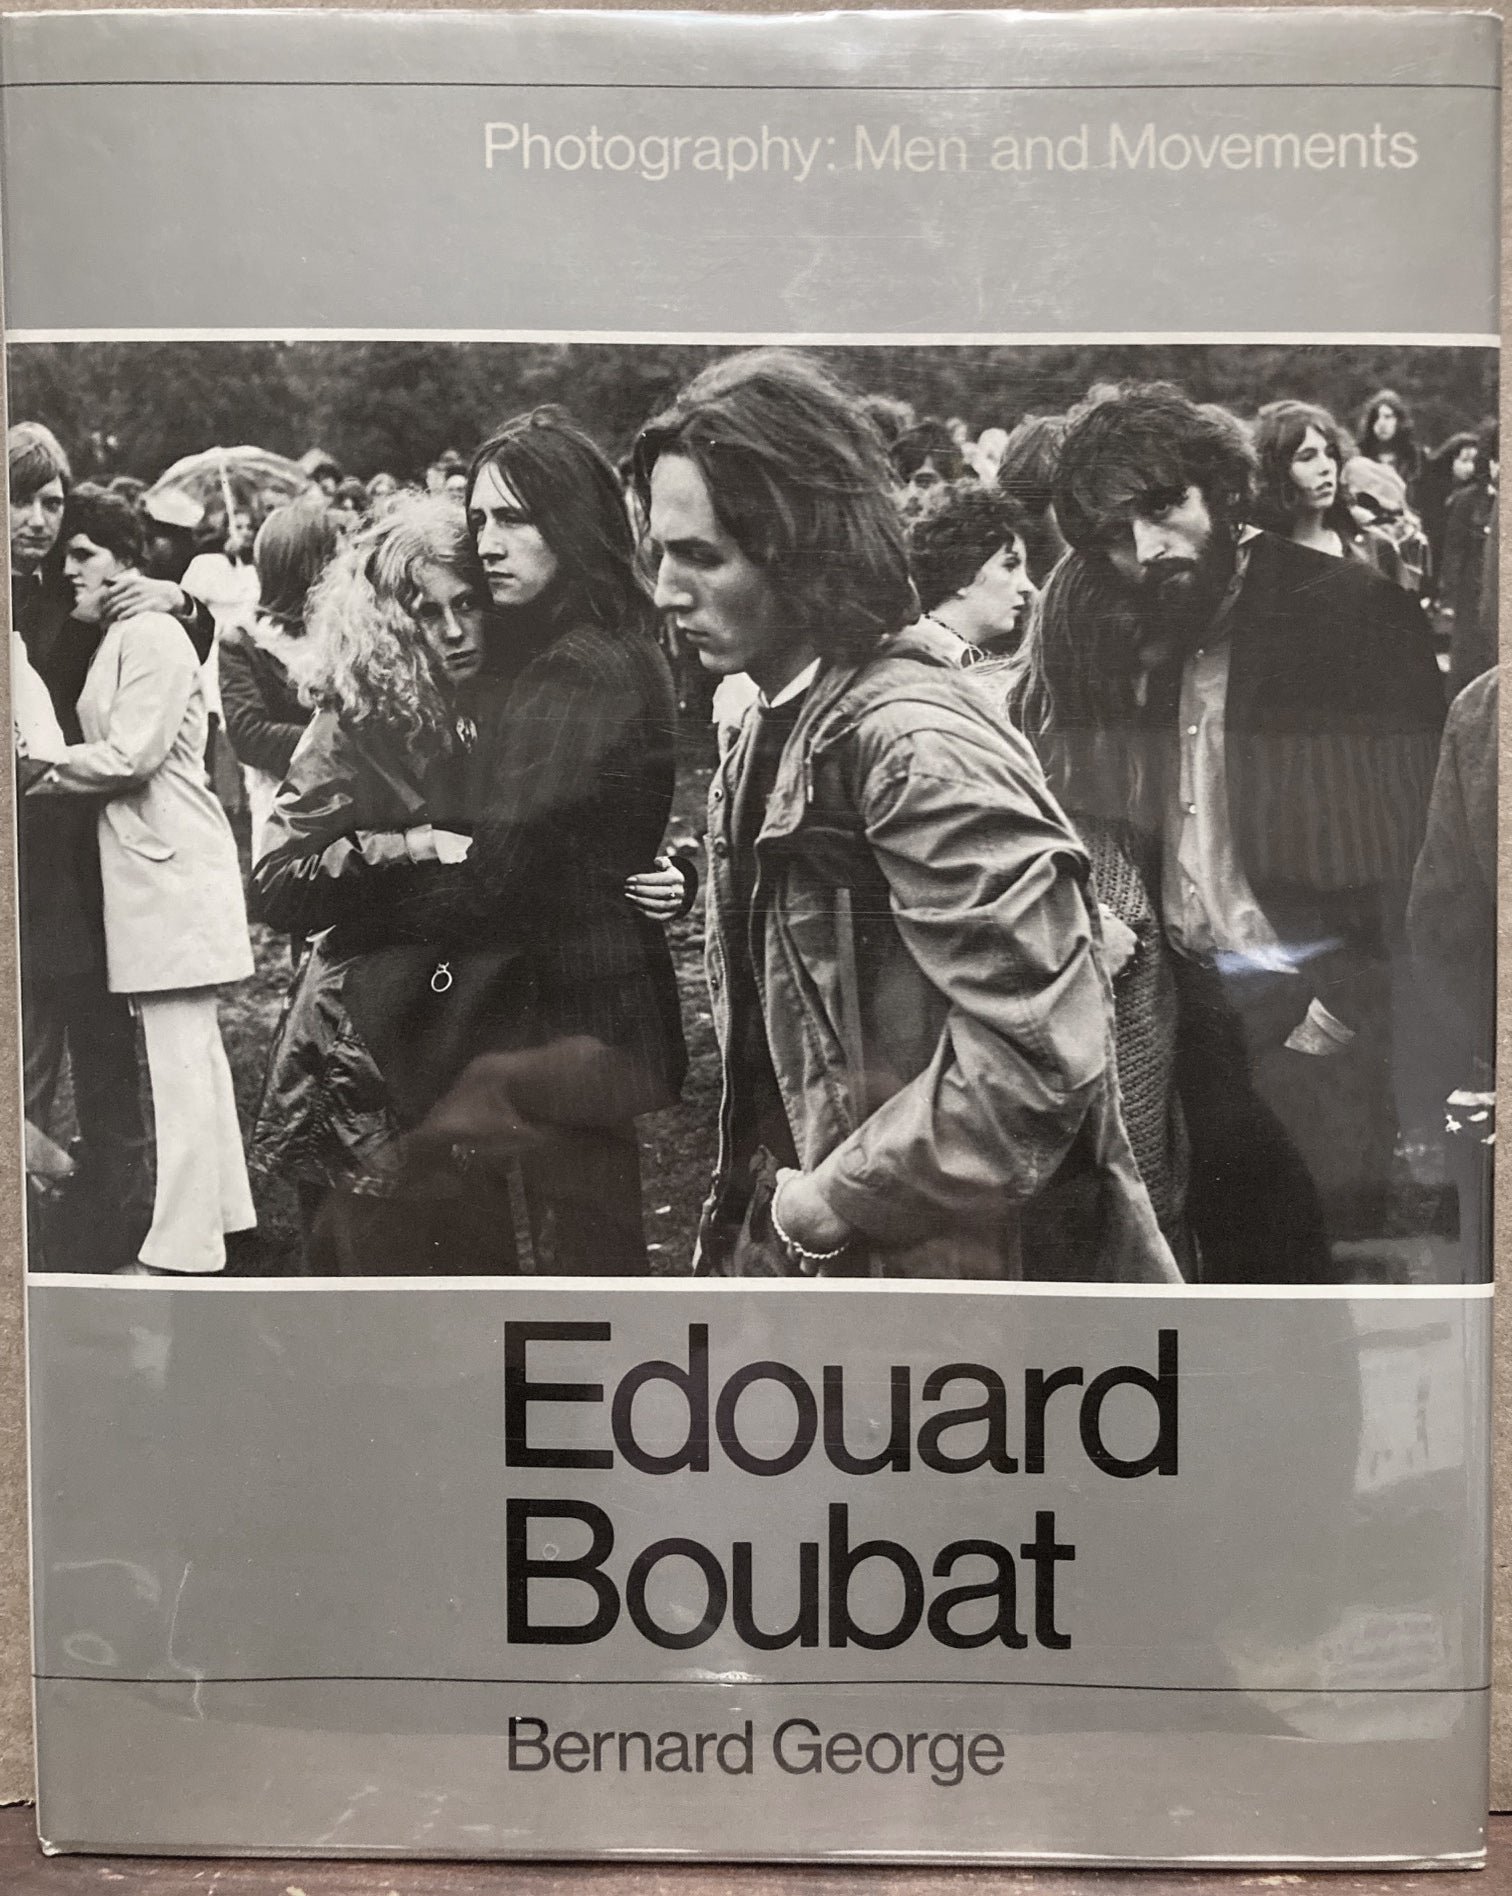 Photography: Men and Movements
Edouard
Boubat
Bernard George